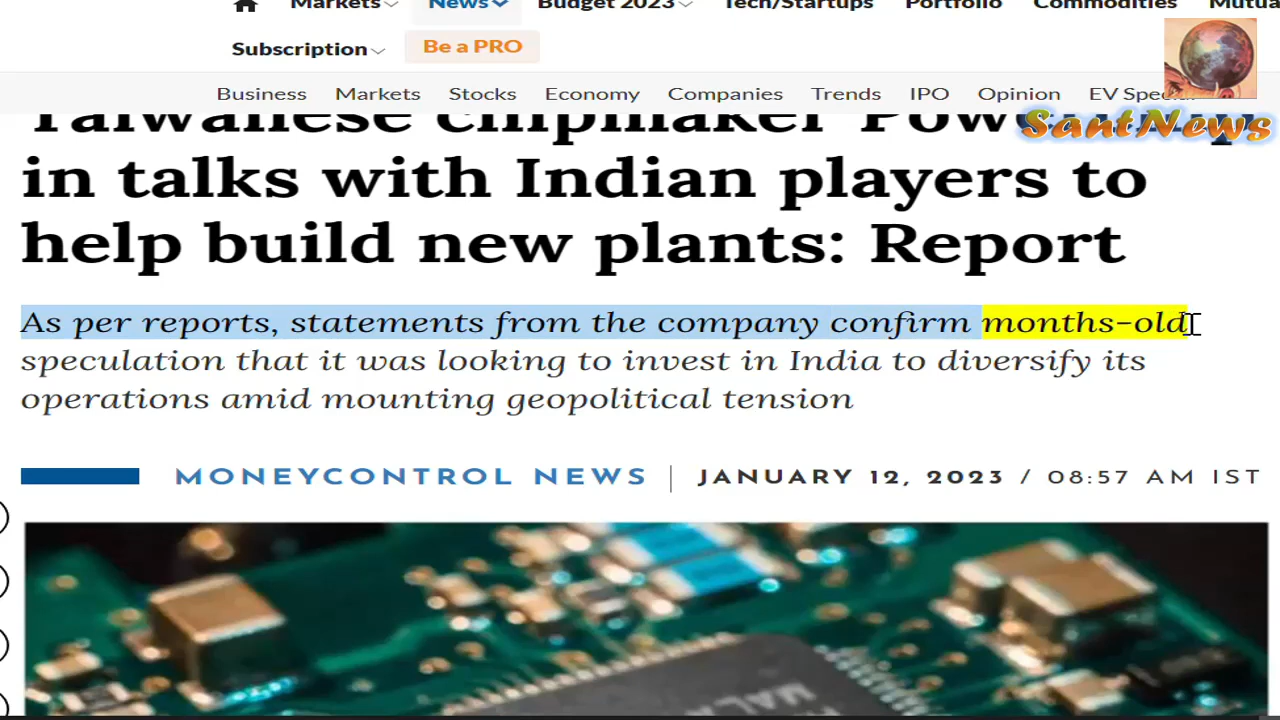 Markets News Budget 2023 Tech/Startups Portfolio Commodities
Subscription Be a PRO
Business Markets Stocks Economy Companies Trends IPO Opinion EV
SantNews
Taiwanese chipmaker
in talks with Indian players to
help build new plants: Report
As per reports, statements from the company confirm months-old
speculation that it was looking to invest in India to diversify its
operations amid mounting geopolitical tension
MONEYCONTROL NEWS JANUARY 12, 2023 / 08:57 AM IST